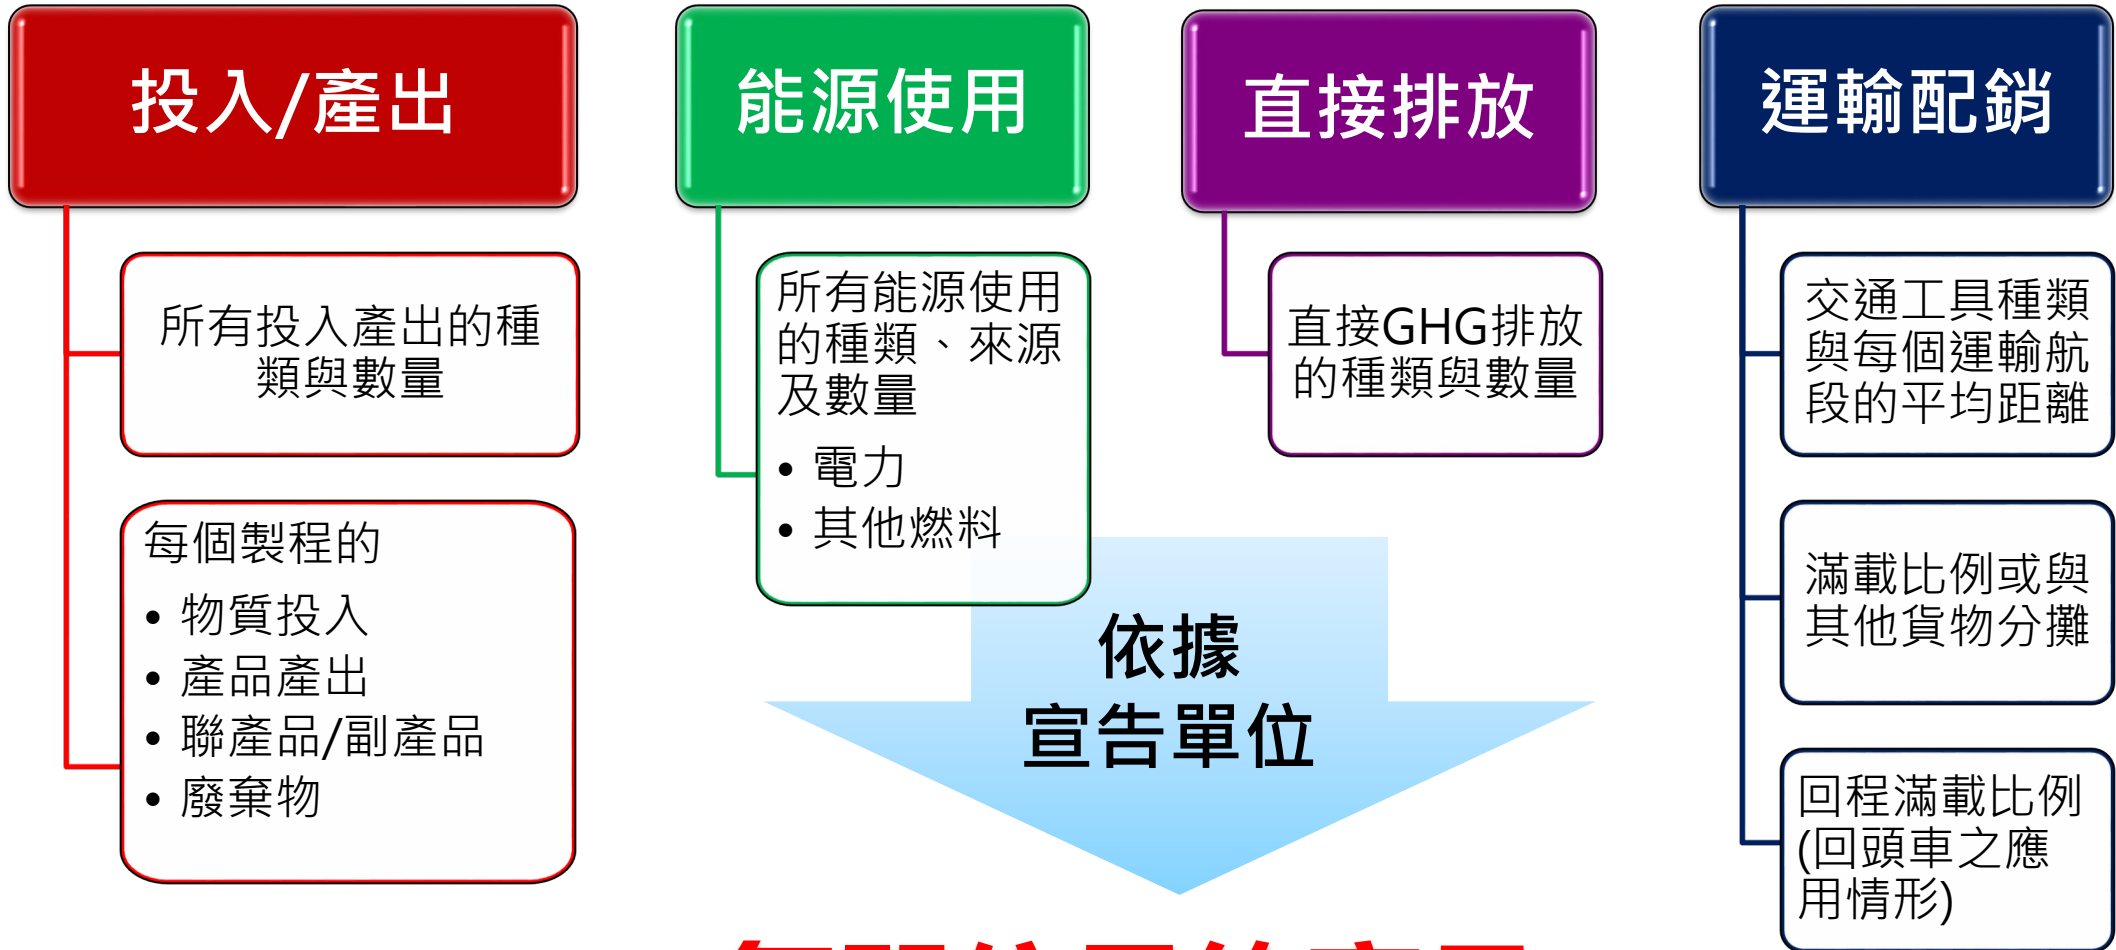 投入/產出
所有投入產出的種
類與數量
每個製程的
• 物質投入
• 產品產出
• 聯產品/副產品
• 廢棄物
能源使用
所有能源使用
的種類、來源
及數量
• 電力
• 其他燃料
直接排放
直接GHG排放
的種類與數量
運輸配銷
交通工具種類
與每個運輸航
段的平均距離
滿載比例或與
其他貨物分攤
回程滿載比例
(回頭車之應
用情形)
依據
宣告單位